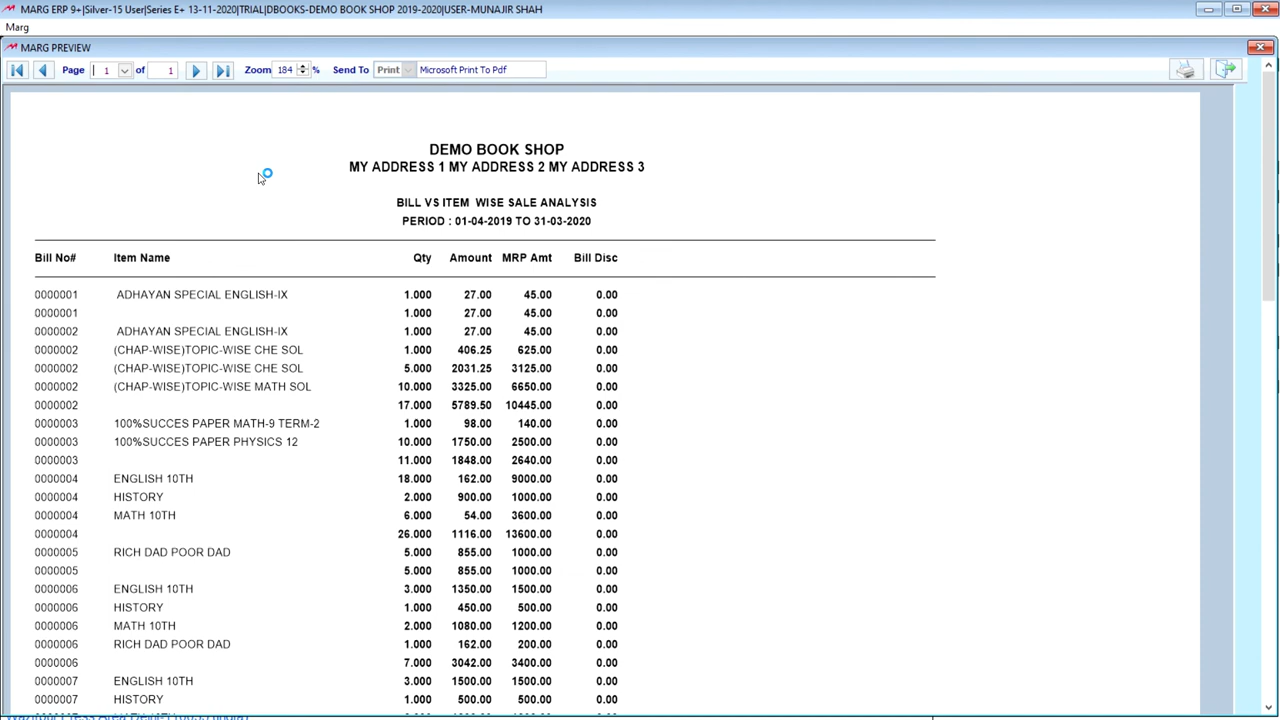 MARG ERP 9+|Silver-15 User|Series E+ 13-11-2020|TRIAL|DBOOKS-DEMO BOOK SHOP 2019-2020|USER-MUNAJIR SHAH
Marg
MARG PREVIEW
Page 1 of 1 Zoom 184 % Send To Print Microsoft Print To Pdf
DEMO BOOK SHOP
MY ADDRESS 1 MY ADDRESS 2 MY ADDRESS 3
BILL VS ITEM WISE SALE ANALYSIS
PERIOD : 01-04-2019 TO 31-03-2020
Bill No# Item Name Qty Amount MRP Amt Bill Disc
0000001 ADHAYAN SPECIAL ENGLISH-IX 1.000 27.00 45.00 0.00
0000001 1.000 27.00 45.00 0.00
0000002 ADHAYAN SPECIAL ENGLISH-IX 1.000 27.00 45.00 0.00
0000002 (CHAP-WISE)TOPIC-WISE CHE SOL 1.000 406.25 625.00 0.00
0000002 (CHAP-WISE)TOPIC-WISE CHE SOL 5.000 2031.25 3125.00 0.00
0000002 (CHAP-WISE)TOPIC-WISE MATH SOL 10.000 3325.00 6650.00 0.00
0000002 17.000 5789.50 10445.00 0.00
0000003 100%SUCCES PAPER MATH-9 TERM-2 1.000 98.00 140.00 0.00
0000003 100%SUCCES PAPER PHYSICS 12 10.000 1750.00 2500.00 0.00
0000003 11.000 1848.00 2640.00 0.00
0000004 ENGLISH 10TH 18.000 162.00 9000.00 0.00
0000004 HISTORY 2.000 900.00 1000.00 0.00
0000004 MATH 10TH 6.000 54.00 3600.00 0.00
0000004 26.000 1116.00 13600.00 0.00
0000005 RICH DAD POOR DAD 5.000 855.00 1000.00 0.00
0000005 5.000 855.00 1000.00 0.00
0000006 ENGLISH 10TH 3.000 1350.00 1500.00 0.00
0000006 HISTORY 1.000 450.00 500.00 0.00
0000006 MATH 10TH 2.000 1080.00 1200.00 0.00
0000006 RICH DAD POOR DAD 1.000 162.00 200.00 0.00
0000006 7.000 3042.00 3400.00 0.00
0000007 ENGLISH 10TH 3.000 1500.00 1500.00 0.00
0000007 HISTORY 1.000 500.00 500.00 0.00